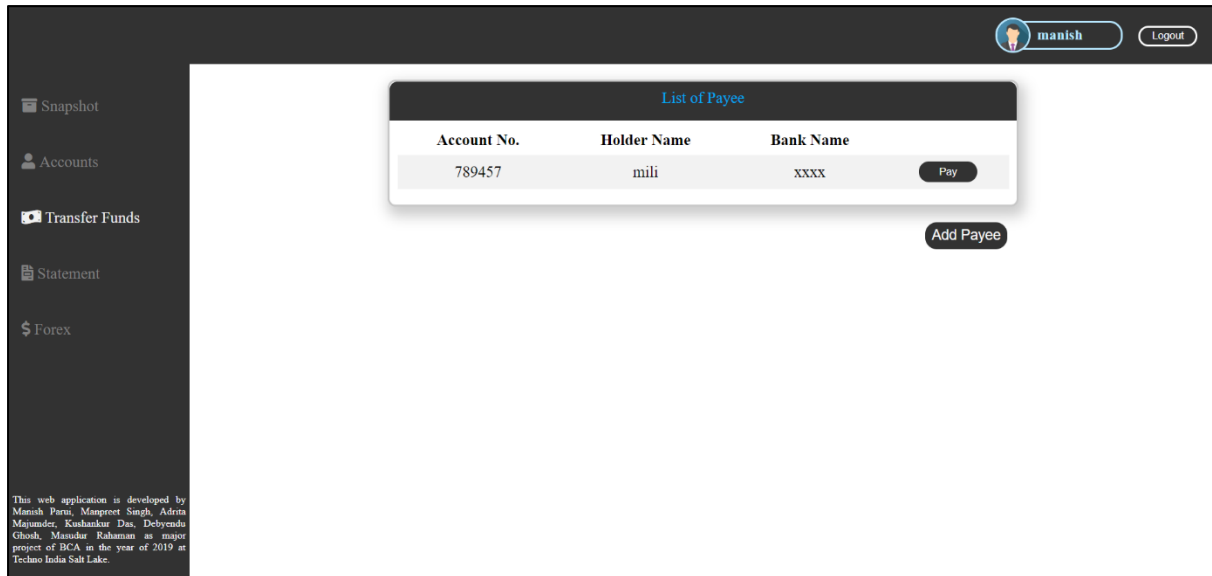 manish
Logout
Snapshot
Accounts
Transfer Funds
Statement
Forex
List of Payee
Account No. Holder Name Bank Name
789457 mili xxxx Pay
Add Payee
This web application is developed by
Manish Parui, Manpreet Singh, Adrita
Majumder, Kushankur Das, Debyendu
Ghosh, Masudur Rahaman as major
project of BCA in the year of 2019 at
Techno India Salt Lake.